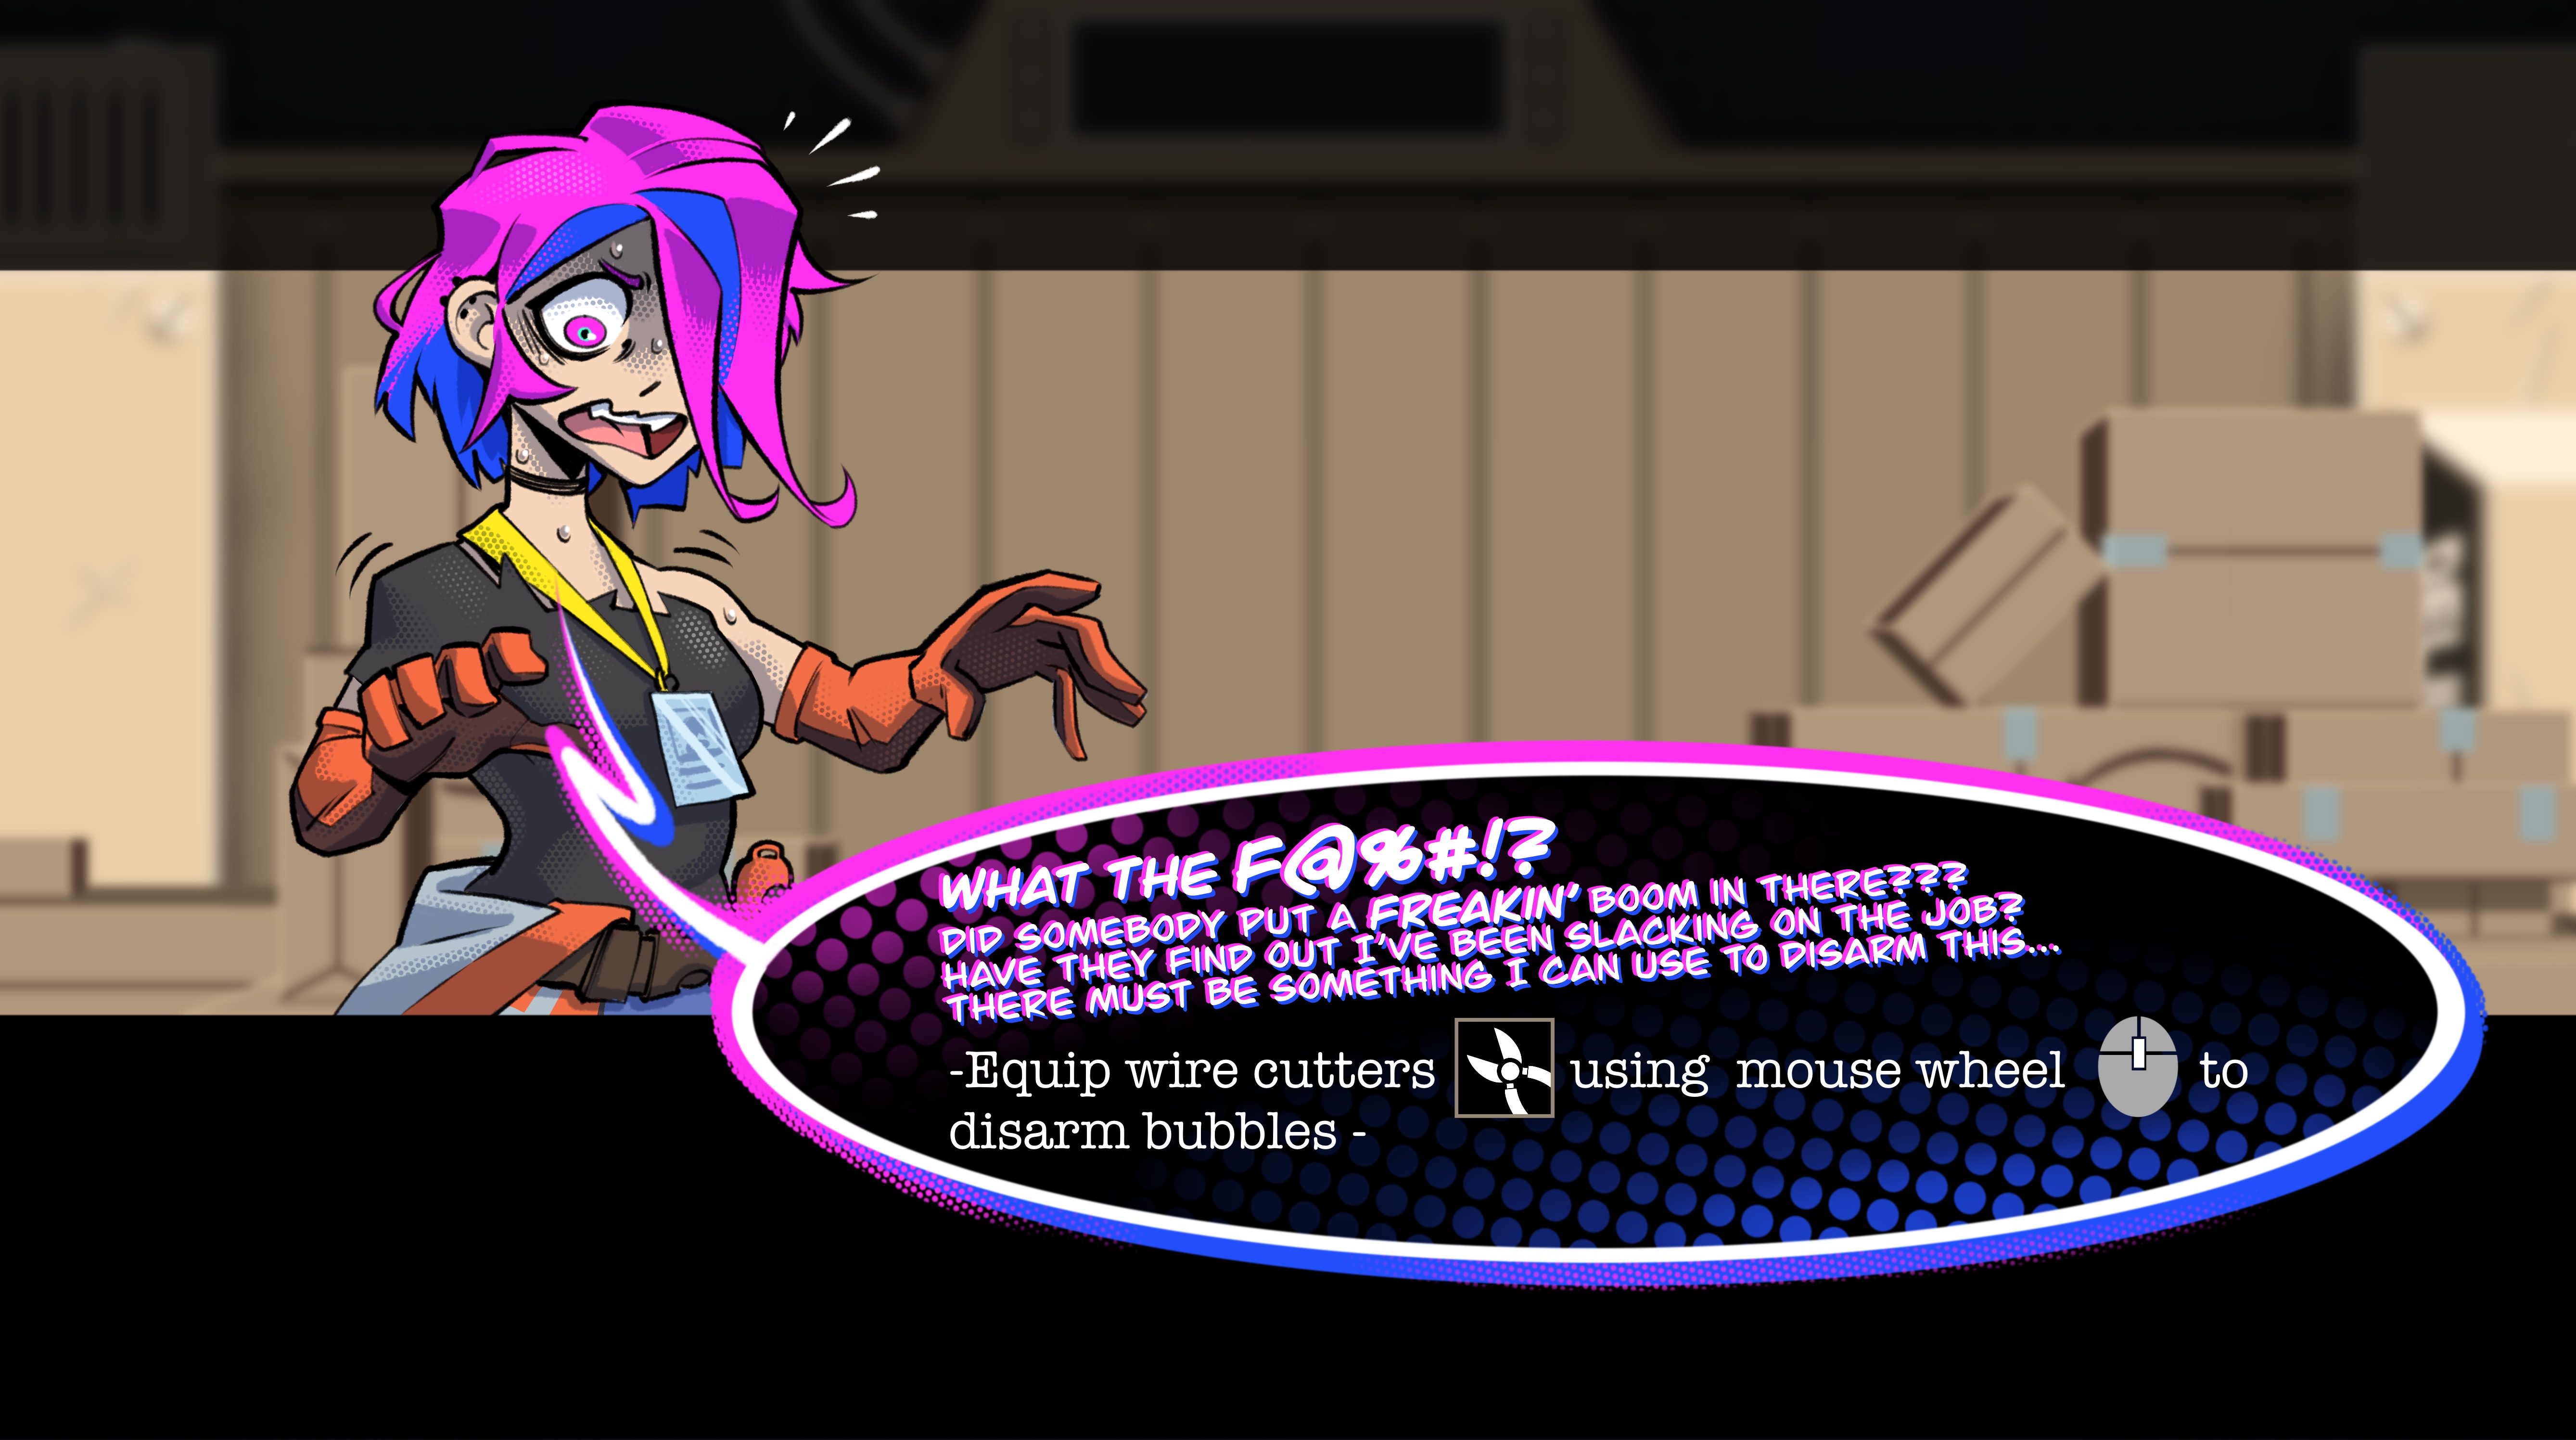 WHAT THE F@%#!?
DID SOMEBODY PUT A FREAKIN' BOOM IN THERE???
HAVE THEY FIND OUT I'VE BEEN SLACKING ON THE JOB?
THERE MUST BE SOMETHING I CAN USE TO DISARM THIS...
-Equip wire cutters using mouse wheel to
disarm bubbles -